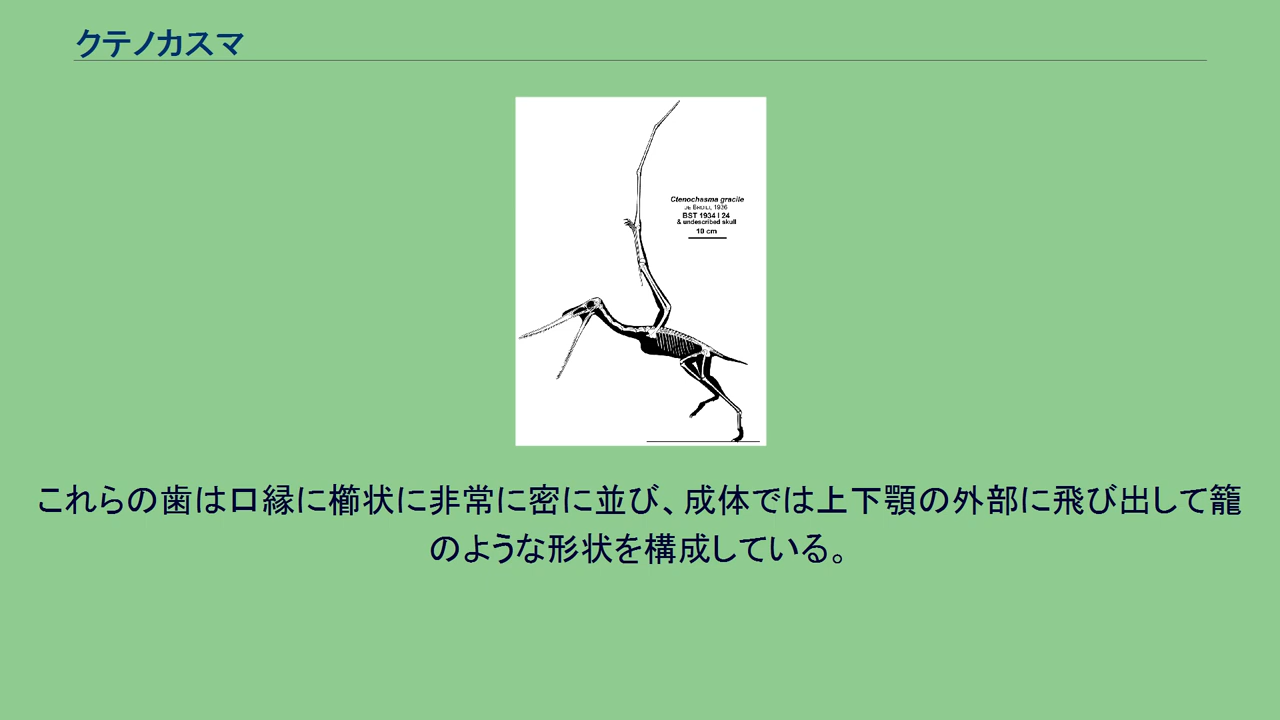 クテノカスマ
Ctenochasma gracile
BST 1934 I 24
& undescribed skull
10 cm
これらの歯は口縁に櫛状に非常に密に並び、成体では上下顎の外部に飛び出して籠
のような形状を構成している。